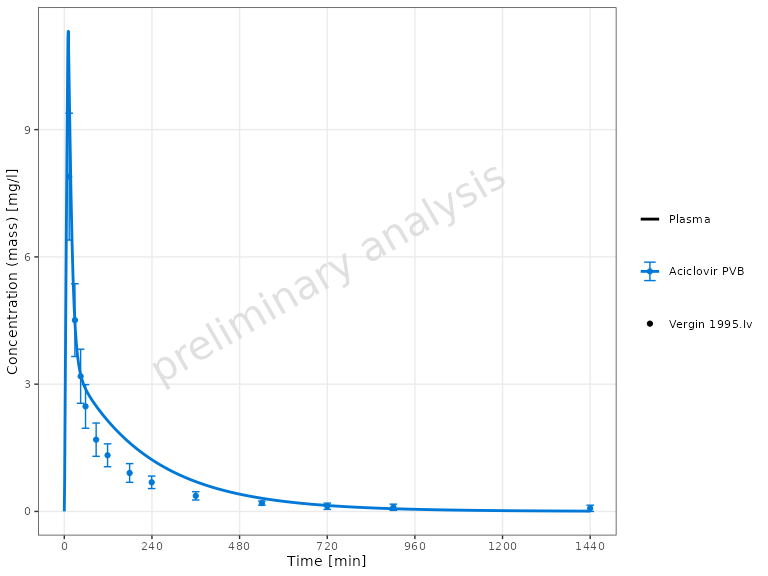 Concentration (mass) [mg/l]
9
6
3
0
preliminary analysis
0 240 480 720 960 1200 1440
Time [min]
Plasma
Aciclovir PVB
Vergin 1995.Iv